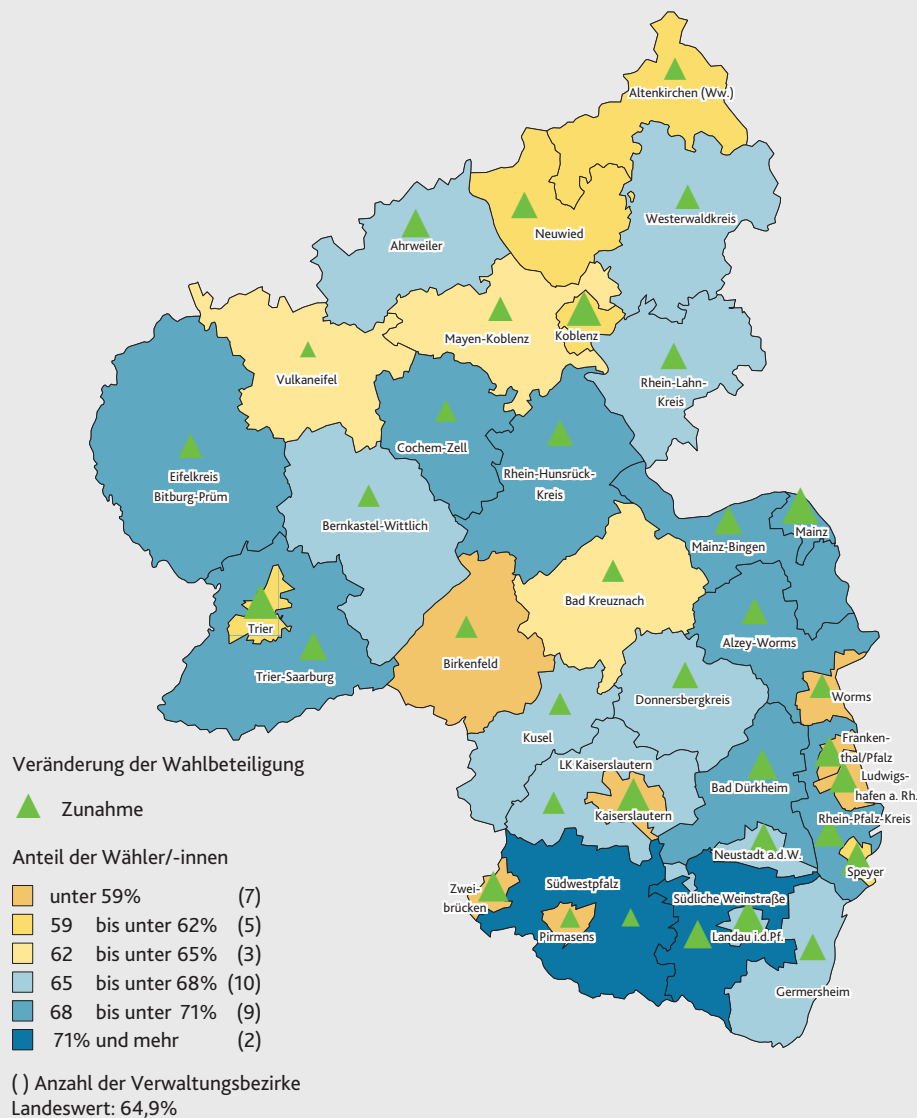 Altenkirchen (Ww.)
Westerwaldkreis
Neuwied
Ahrweiler
Mayen-Koblenz
Koblenz
Vulkaneifel
Rhein-Lahn-
Kreis
Cochem-Zell
Rhein-Hunsrück-
Kreis
Eifelkreis
Bitburg-Prüm
Bernkastel-Wittlich
Mainz
Mainz-Bingen
Bad Kreuznach
Trier
Alzey-Worms
Birkenfeld
Trier-Saarburg
Donnersbergkreis
Worms
Kusel
Franken-
thal/Pfalz
LK Kaiserslautern
Ludwigs-
hafen a. Rh.
Bad Dürkheim
Kaiserslautern
Rhein-Pfalz-Kreis
Neustadt a.d.W.
Speyer
Zwei-
brücken
Südwestpfalz
Südliche Weinstraße
Pirmasens
Landau i.d.Pf.
Germersheim
Veränderung der Wahlbeteiligung
Zunahme
Anteil der Wähler/-innen
unter 59% (7)
59 bis unter 62% (5)
62 bis unter 65% (3)
65 bis unter 68% (10)
68 bis unter 71% (9)
71% und mehr (2)
( ) Anzahl der Verwaltungsbezirke
Landeswert: 64,9%